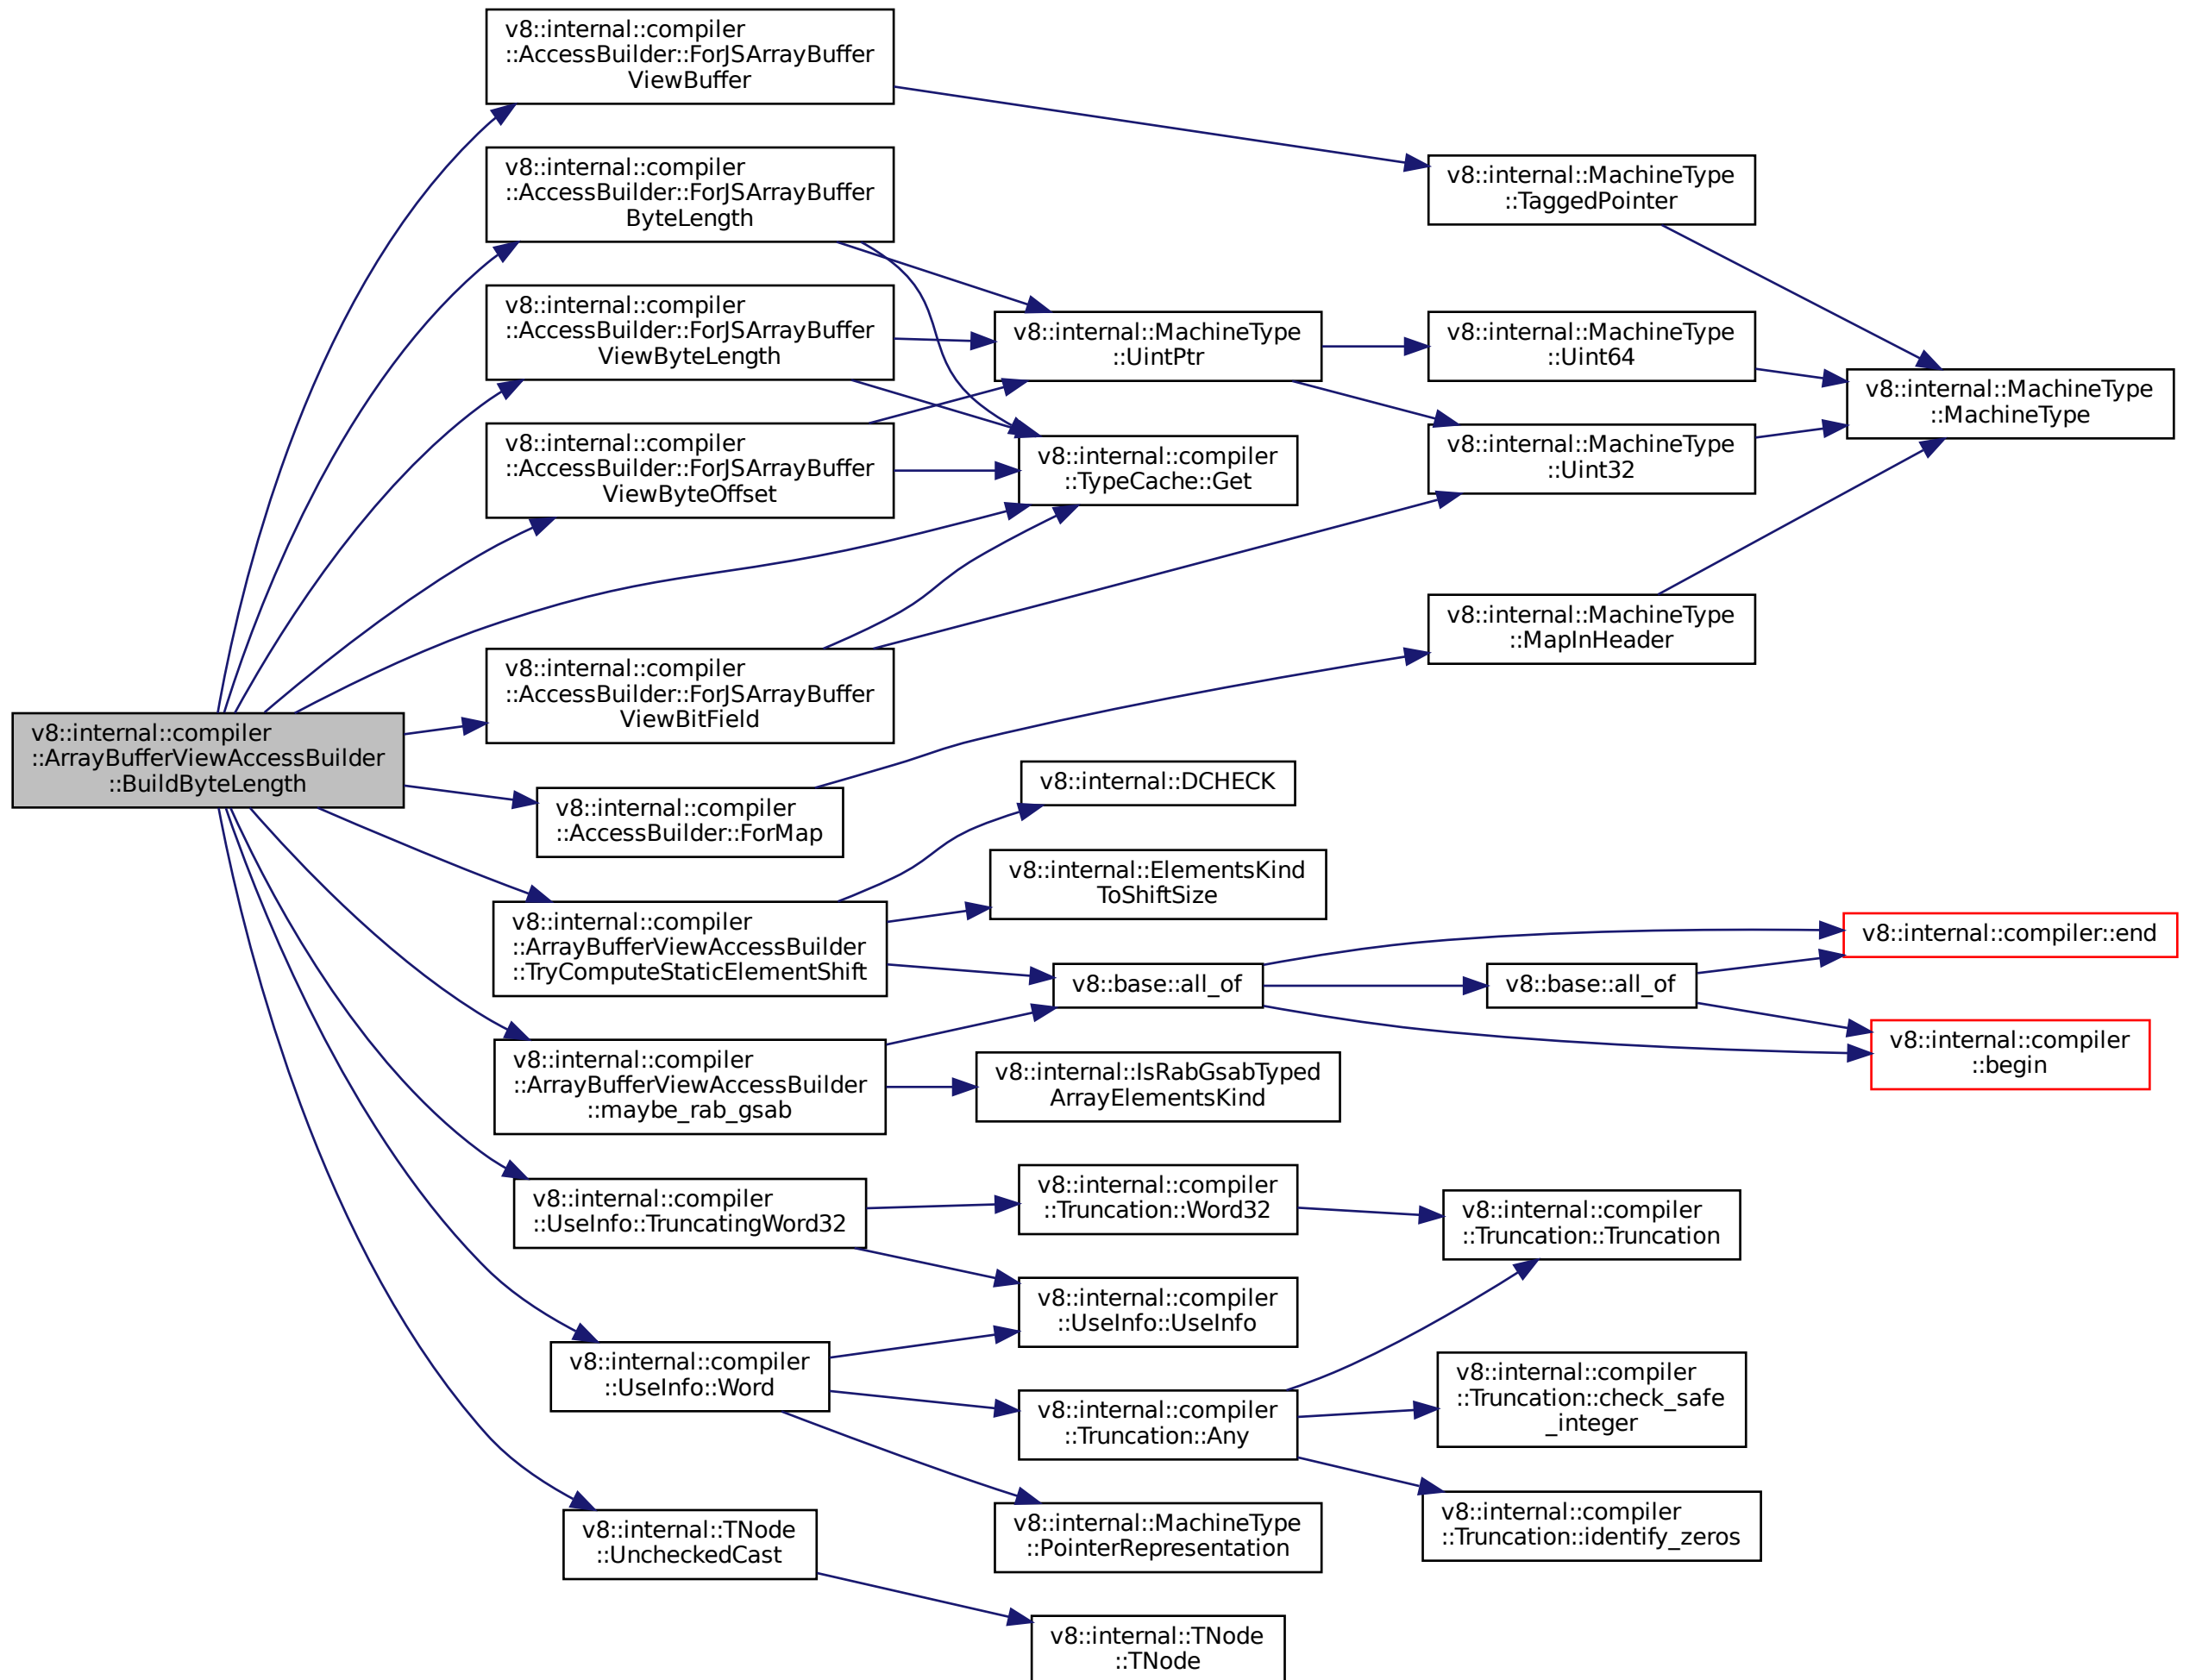 v8::internal::compiler
::AccessBuilder::ForJSArrayBuffer
ViewBuffer
v8::internal::compiler
::AccessBuilder::ForJSArrayBuffer
ByteLength
v8::internal::MachineType
::TaggedPointer
v8::internal::compiler
::AccessBuilder::ForJSArrayBuffer
ViewByteLength
v8::internal::MachineType
::UintPtr
v8::internal::MachineType
::Uint64
v8::internal::MachineType
::MachineType
v8::internal::compiler
::AccessBuilder::ForJSArrayBuffer
ViewByteOffset
v8::internal::compiler
::TypeCache::Get
v8::internal::MachineType
::Uint32
v8::internal::MachineType
::MapInHeader
v8::internal::compiler
::AccessBuilder::ForJSArrayBuffer
ViewBitField
v8::internal::compiler
::ArrayBufferViewAccessBuilder
::BuildByteLength
v8::internal::DCHECK
v8::internal::compiler
::AccessBuilder::ForMap
v8::internal::ElementsKind
ToShiftSize
v8::internal::compiler
::ArrayBufferViewAccessBuilder
::TryComputeStaticElementShift
v8::internal::compiler::end
v8::base::all_of
v8::base::all_of
v8::internal::compiler
::begin
v8::internal::compiler
::ArrayBufferViewAccessBuilder
::maybe_rab_gsab
v8::internal::IsRabGsabTyped
ArrayElementsKind
v8::internal::compiler
::UseInfo::TruncatingWord32
v8::internal::compiler
::Truncation::Word32
v8::internal::compiler
::Truncation::Truncation
v8::internal::compiler
::UseInfo::UseInfo
v8::internal::compiler
::UseInfo::Word
v8::internal::compiler
::Truncation::Any
v8::internal::compiler
::Truncation::check_safe
_integer
v8::internal::MachineType
::PointerRepresentation
v8::internal::compiler
::Truncation::identify_zeros
v8::internal::TNode
::UncheckedCast
v8::internal::TNode
::TNode